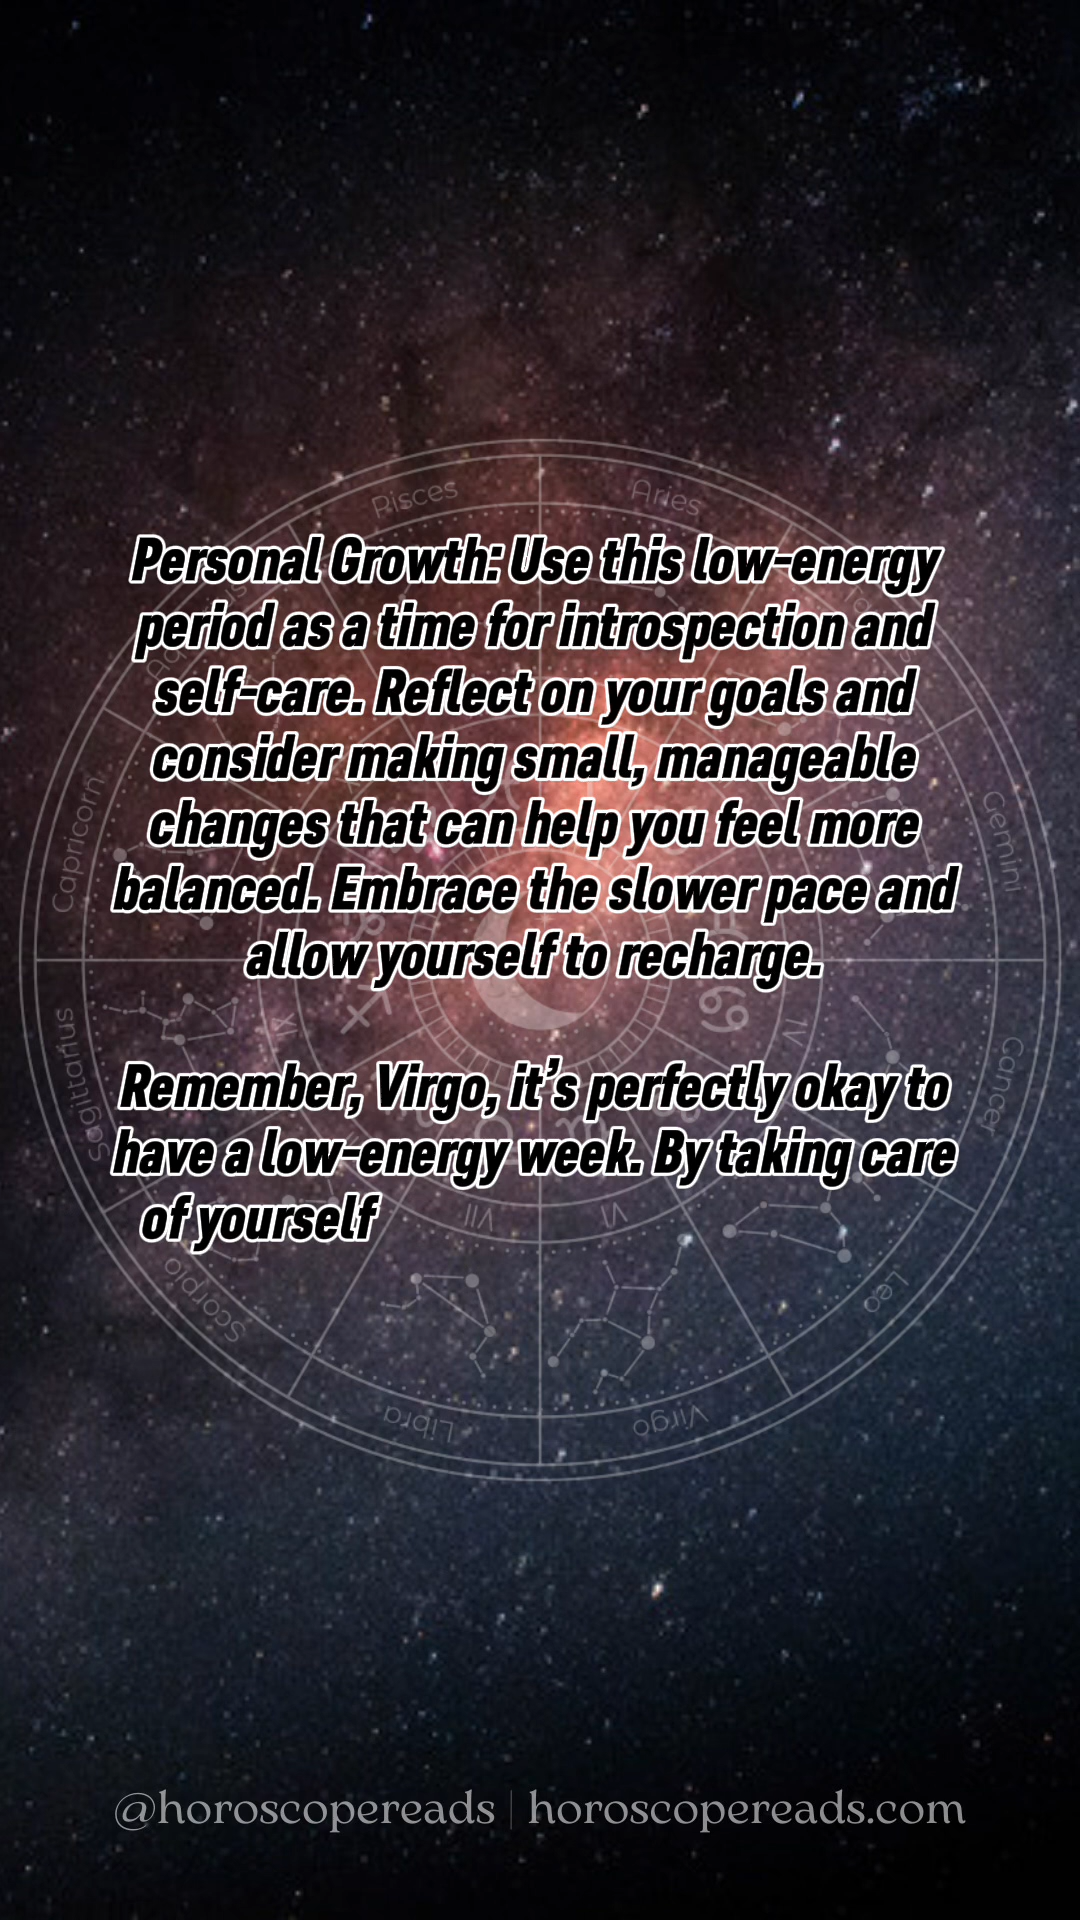 Pisces
Aries
Personal Growth: Use this low-energy
period as a time for introspection and
self-care. Reflect on your goals and
consider making small, manageable
changes that can help you feel more
balanced. Embrace the slower pace and
allow yourself to recharge.
Remember, Virgo, it’s perfectly okay to
have a low-energy week. By taking care
of yourself
Capricorn
Gemini
Sagittarius
Cancer
IV
VII
VI
Scorpio
Leo
Libra
Virgo
@horoscopereads | horoscopereads.com